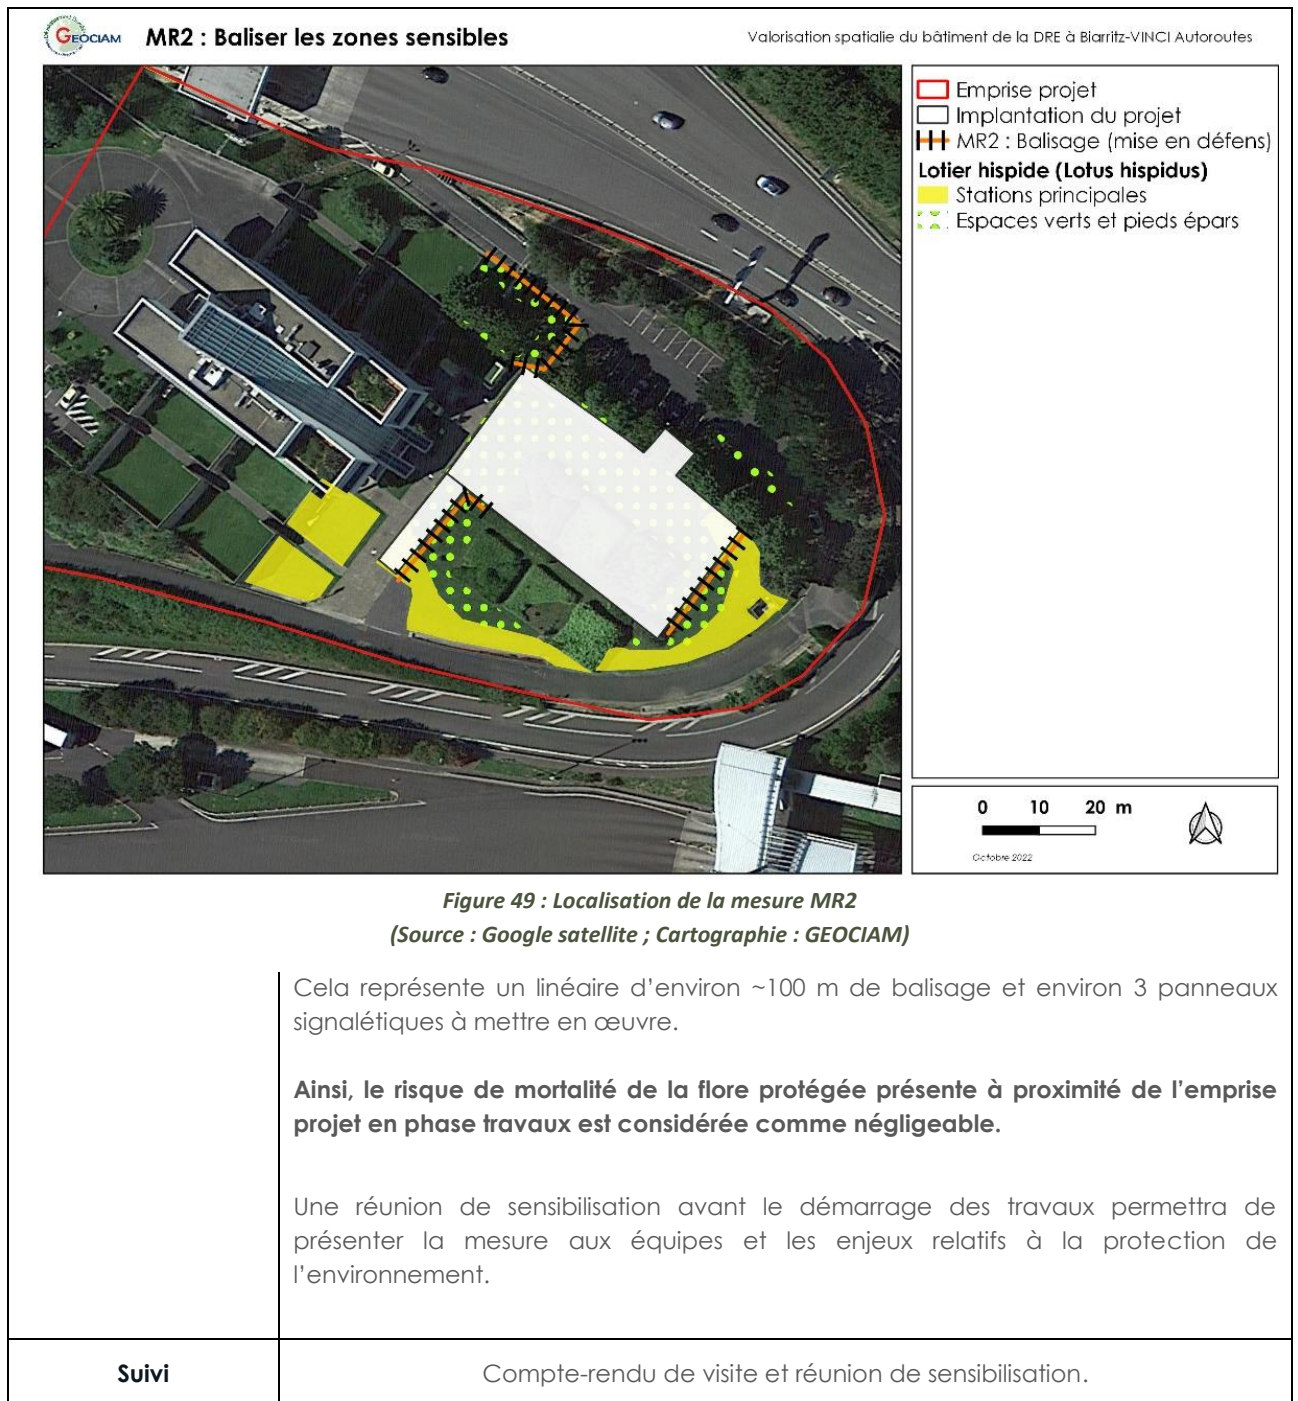 GEOCIAM
MR2 : Baliser les zones sensibles
Valorisation spatialie du bâtiment de la DRE à Biarritz-VINCI Autoroutes
Emprise projet
Implantation du projet
MR2 : Balisage (mise en défens)
Lotier hispide (Lotus hispidus)
Stations principales
Espaces verts et pieds épars
0 10 20 m
Octobre 2022
Figure 49 : Localisation de la mesure MR2
(Source : Google satellite ; Cartographie : GEOCIAM)
Cela représente un linéaire d’environ ~100 m de balisage et environ 3 panneaux
signalétiques à mettre en œuvre.
Ainsi, le risque de mortalité de la flore protégée présente à proximité de l’emprise
projet en phase travaux est considérée comme négligeable.
Une réunion de sensibilisation avant le démarrage des travaux permettra de
présenter la mesure aux équipes et les enjeux relatifs à la protection de
l’environnement.
Suivi
Compte-rendu de visite et réunion de sensibilisation.